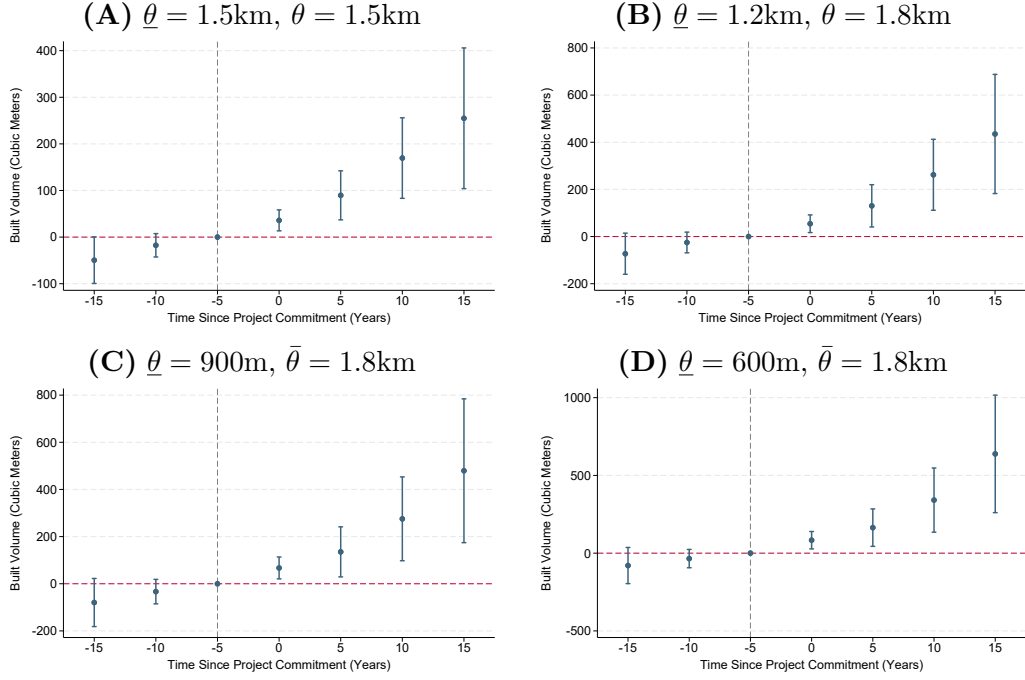 (A) θ̲ = 1.5km, θ = 1.5km
(B) θ̲ = 1.2km, θ = 1.8km
400
300
200
100
0
-100
Built Volume (Cubic Meters)
-15 -10 -5 0 5 10 15
Time Since Project Commitment (Years)
800
600
400
200
0
-200
Built Volume (Cubic Meters)
-15 -10 -5 0 5 10 15
Time Since Project Commitment (Years)
(C) θ̲ = 900m, θ̄ = 1.8km
(D) θ̲ = 600m, θ̄ = 1.8km
800
600
400
200
0
-200
Built Volume (Cubic Meters)
-15 -10 -5 0 5 10 15
Time Since Project Commitment (Years)
1000
500
0
-500
Built Volume (Cubic Meters)
-15 -10 -5 0 5 10 15
Time Since Project Commitment (Years)